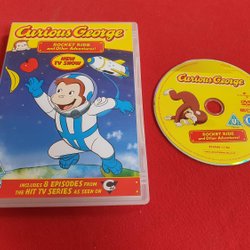 Curious George
ROCKET RIDE
and Other Adventures!
NEW TV SHOW
INCLUDES 8 EPISODES FROM
THE HIT TV SERIES AS SEEN ON
Curious George
ROCKET RIDE
and Other Adventures!
U